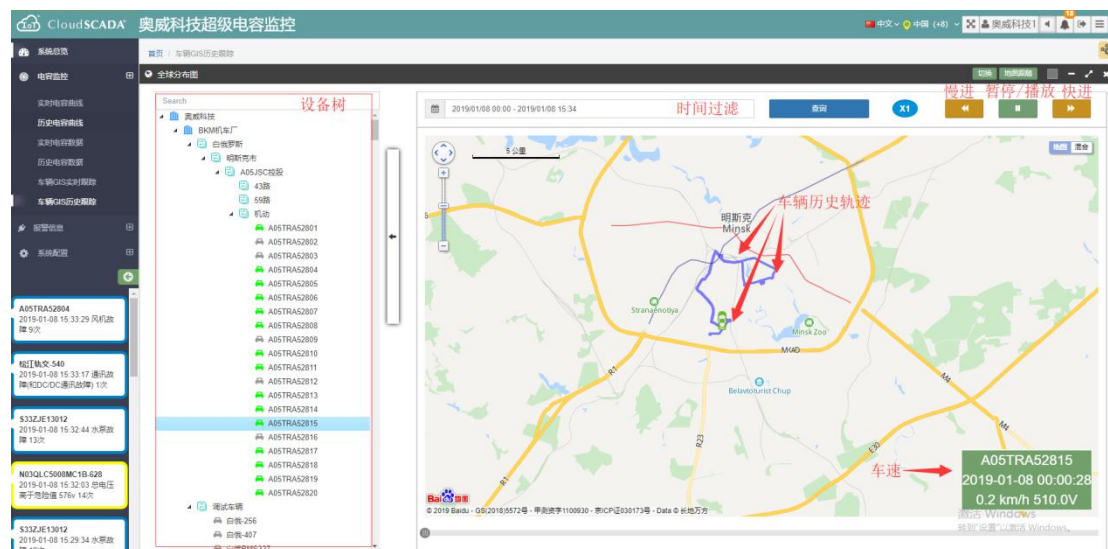 CloudSCADA
奥威科技超级电容监控
中文
中国 (+8)
奥威科技1
18
系统总览
首页 / 车辆GIS历史跟踪
电容监控
全球分布图
切换
地图跟随
实时电容曲线
历史电容曲线
实时电容数据
历史电容数据
车辆GIS实时跟踪
车辆GIS历史跟踪
报警信息
系统配置
A05TRA52804
2019-01-08 15:33:29 风机故
障 9次
松江轨交-540
2019-01-08 15:33:17 通讯故
障(和DC/DC通讯故障) 1次
S33ZJE13012
2019-01-08 15:32:44 水泵故
障 13次
N03QLC5008MC1B-628
2019-01-08 15:32:03 总电压
高于危险值 576v 14次
S33ZJE13012
2019-01-08 15:29:34 水泵故
Search
设备树
奥威科技
BKM机车厂
白俄罗斯
明斯克市
A05JSC控股
43路
59路
机动
A05TRA52801
A05TRA52802
A05TRA52803
A05TRA52804
A05TRA52805
A05TRA52806
A05TRA52807
A05TRA52808
A05TRA52809
A05TRA52810
A05TRA52811
A05TRA52812
A05TRA52813
A05TRA52814
A05TRA52815
A05TRA52816
A05TRA52817
A05TRA52818
A05TRA52819
A05TRA52820
调试车辆
白俄-256
白俄-407
2019/01/08 00:00 - 2019/01/08 15:34
时间过滤
查询
X1
慢进
暂停/播放
快进
5 公里
地图
混合
车辆历史轨迹
明斯克
Minsk
Minsk Zoo
Belavtoturist Chup
R1
R1
R23
E30
M4
M4
车速
A05TRA52815
2019-01-08 00:00:28
0.2 km/h 510.0V
Bai 地图
© 2019 Baidu - GS(2018)5572号 - 甲测资字1100930 - 京ICP证030173号 - Data © 长地万方
激活 Windows
转到"设置"以激活 Windows。